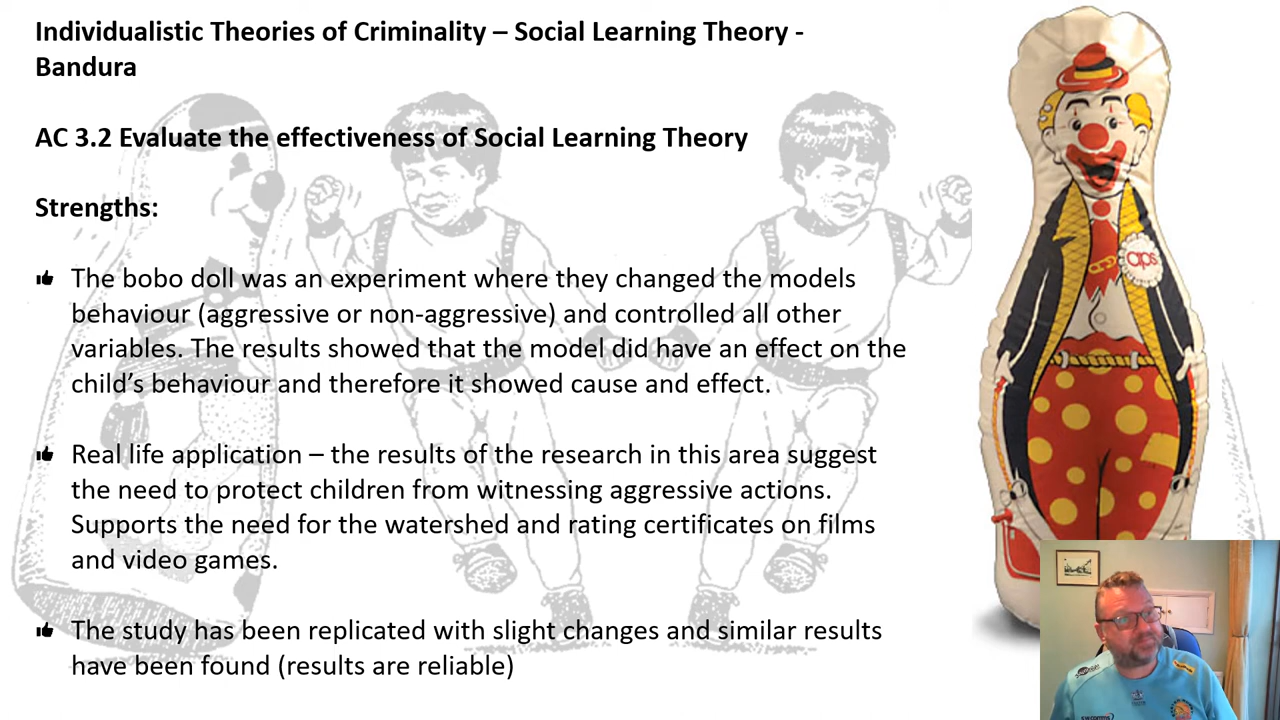 Individualistic Theories of Criminality – Social Learning Theory -
Bandura
AC 3.2 Evaluate the effectiveness of Social Learning Theory
Strengths:
The bobo doll was an experiment where they changed the models
behaviour (aggressive or non-aggressive) and controlled all other
variables. The results showed that the model did have an effect on the
child’s behaviour and therefore it showed cause and effect.
Real life application – the results of the research in this area suggest
the need to protect children from witnessing aggressive actions.
Supports the need for the watershed and rating certificates on films
and video games.
The study has been replicated with slight changes and similar results
have been found (results are reliable)